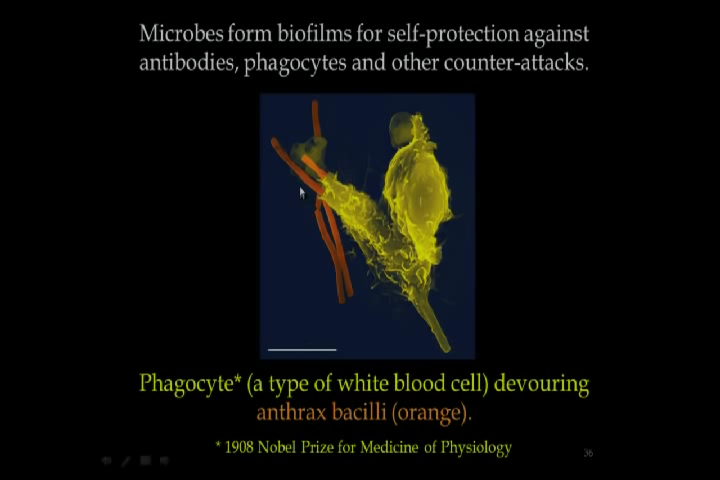 Microbes form biofilms for self-protection against
antibodies, phagocytes and other counter-attacks.
Phagocyte* (a type of white blood cell) devouring
anthrax bacilli (orange).
* 1908 Nobel Prize for Medicine of Physiology
36